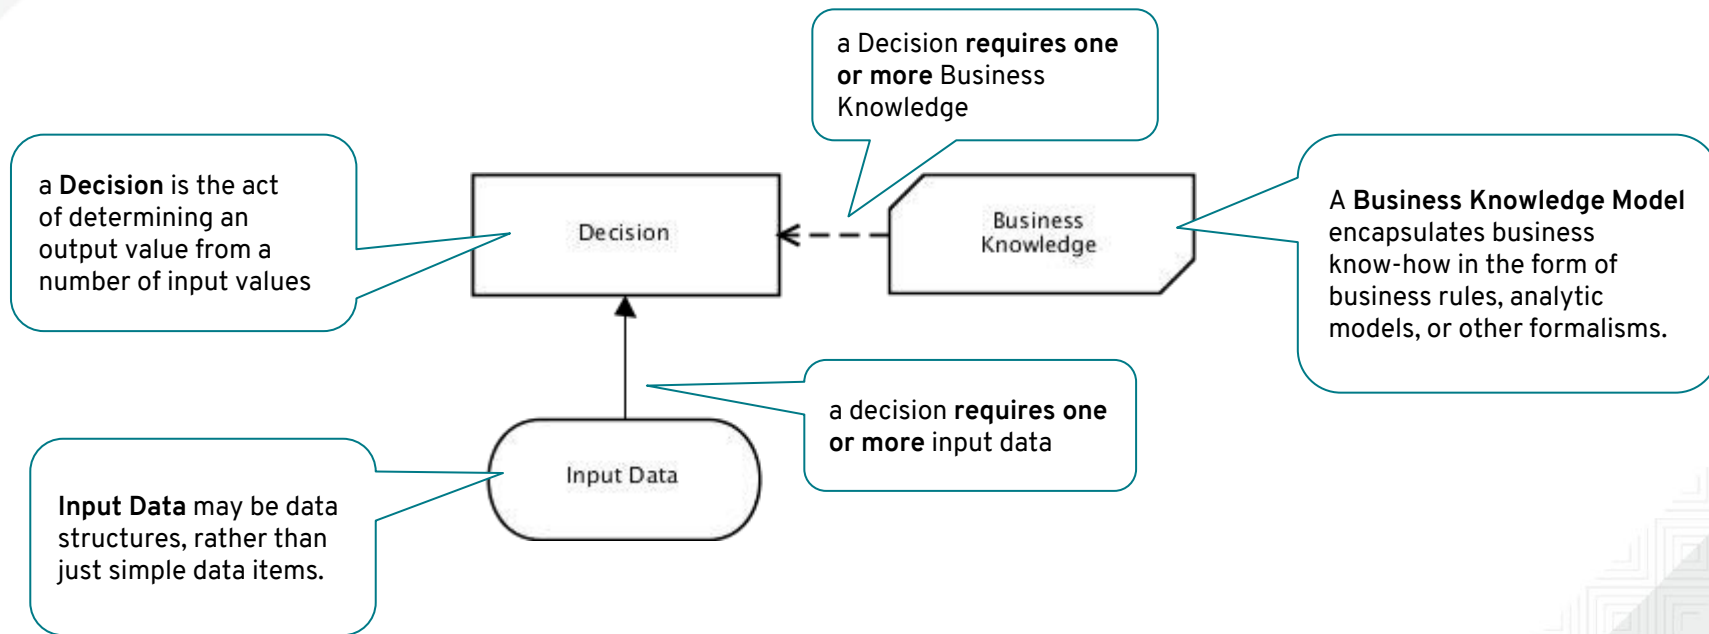 a Decision requires one
or more Business
Knowledge
a Decision is the act
of determining an
output value from a
number of input values
Decision
Business
Knowledge
A Business Knowledge Model
encapsulates business
know-how in the form of
business rules, analytic
models, or other formalisms.
a decision requires one
or more input data
Input Data
Input Data may be data
structures, rather than
just simple data items.